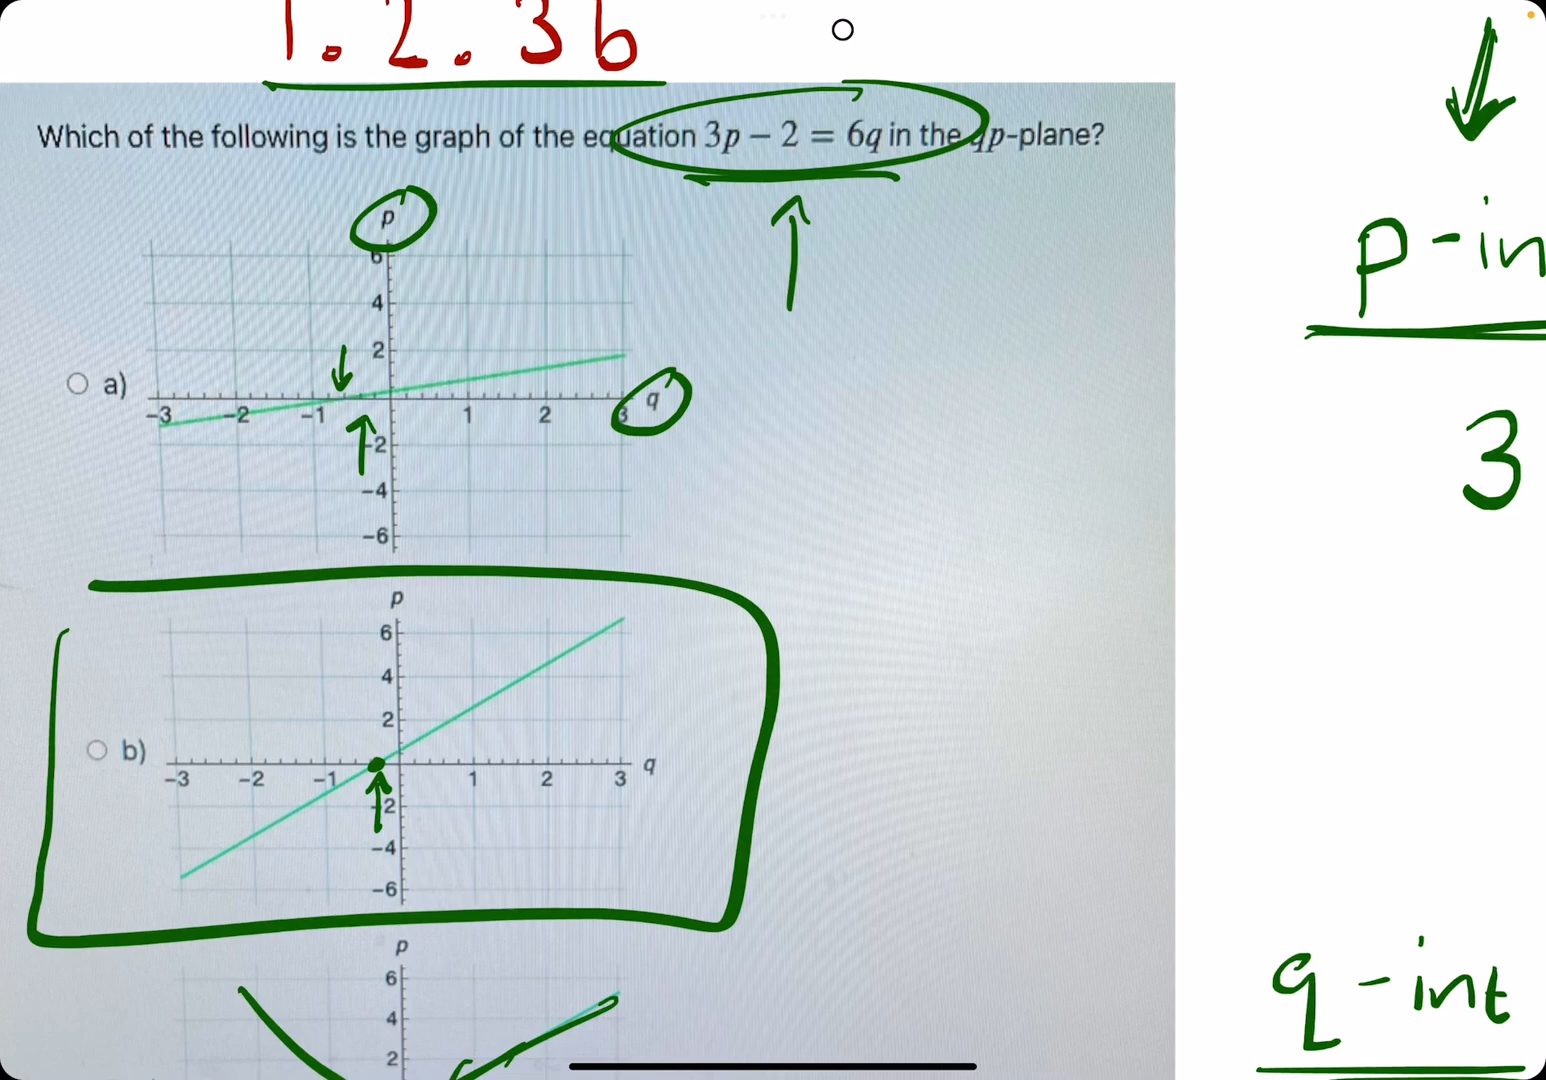 1.2.3b
Which of the following is the graph of the equation 3p − 2 = 6q in the qp-plane?
p-in
3
p
6
4
2
a)
−3 −2 −1 1 2 3 q
−2
−4
−6
p
6
4
2
b)
−3 −2 −1 1 2 3 q
−2
−4
−6
p
6
4
2
q-int